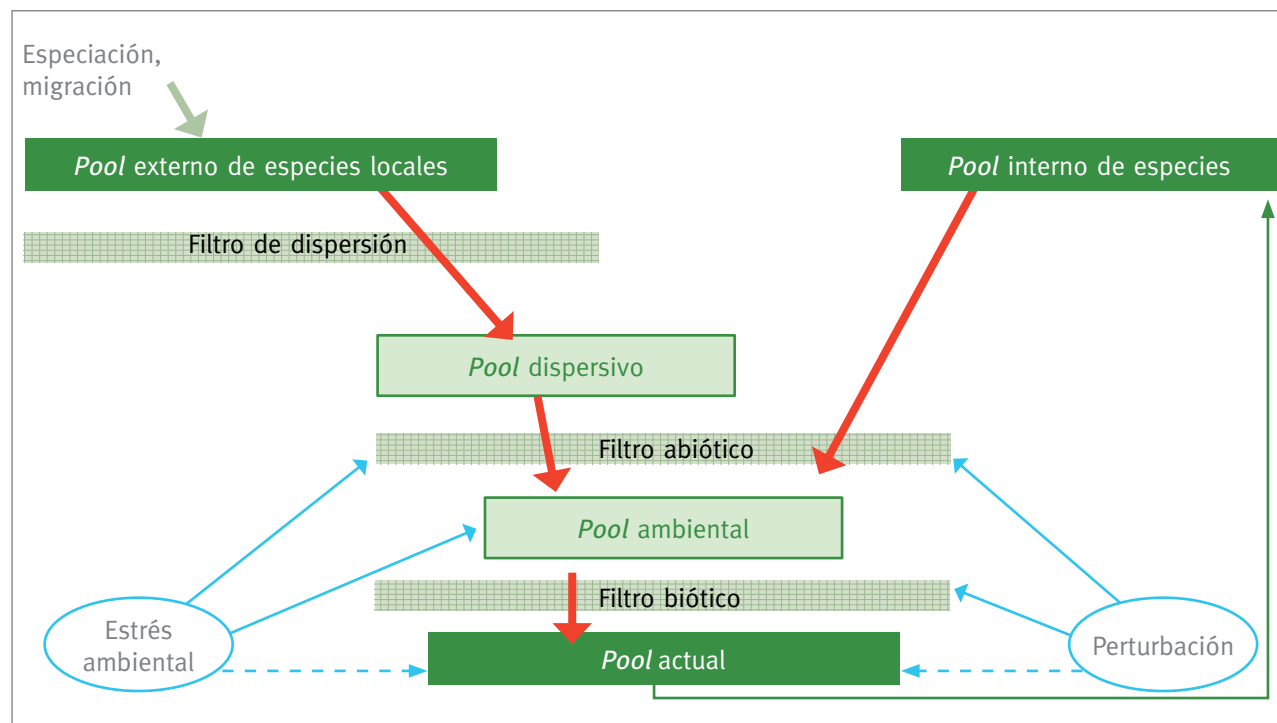 Especiación,
migración
Pool externo de especies locales
Pool interno de especies
Filtro de dispersión
Pool dispersivo
Filtro abiótico
Pool ambiental
Filtro biótico
Estrés
ambiental
Pool actual
Perturbación